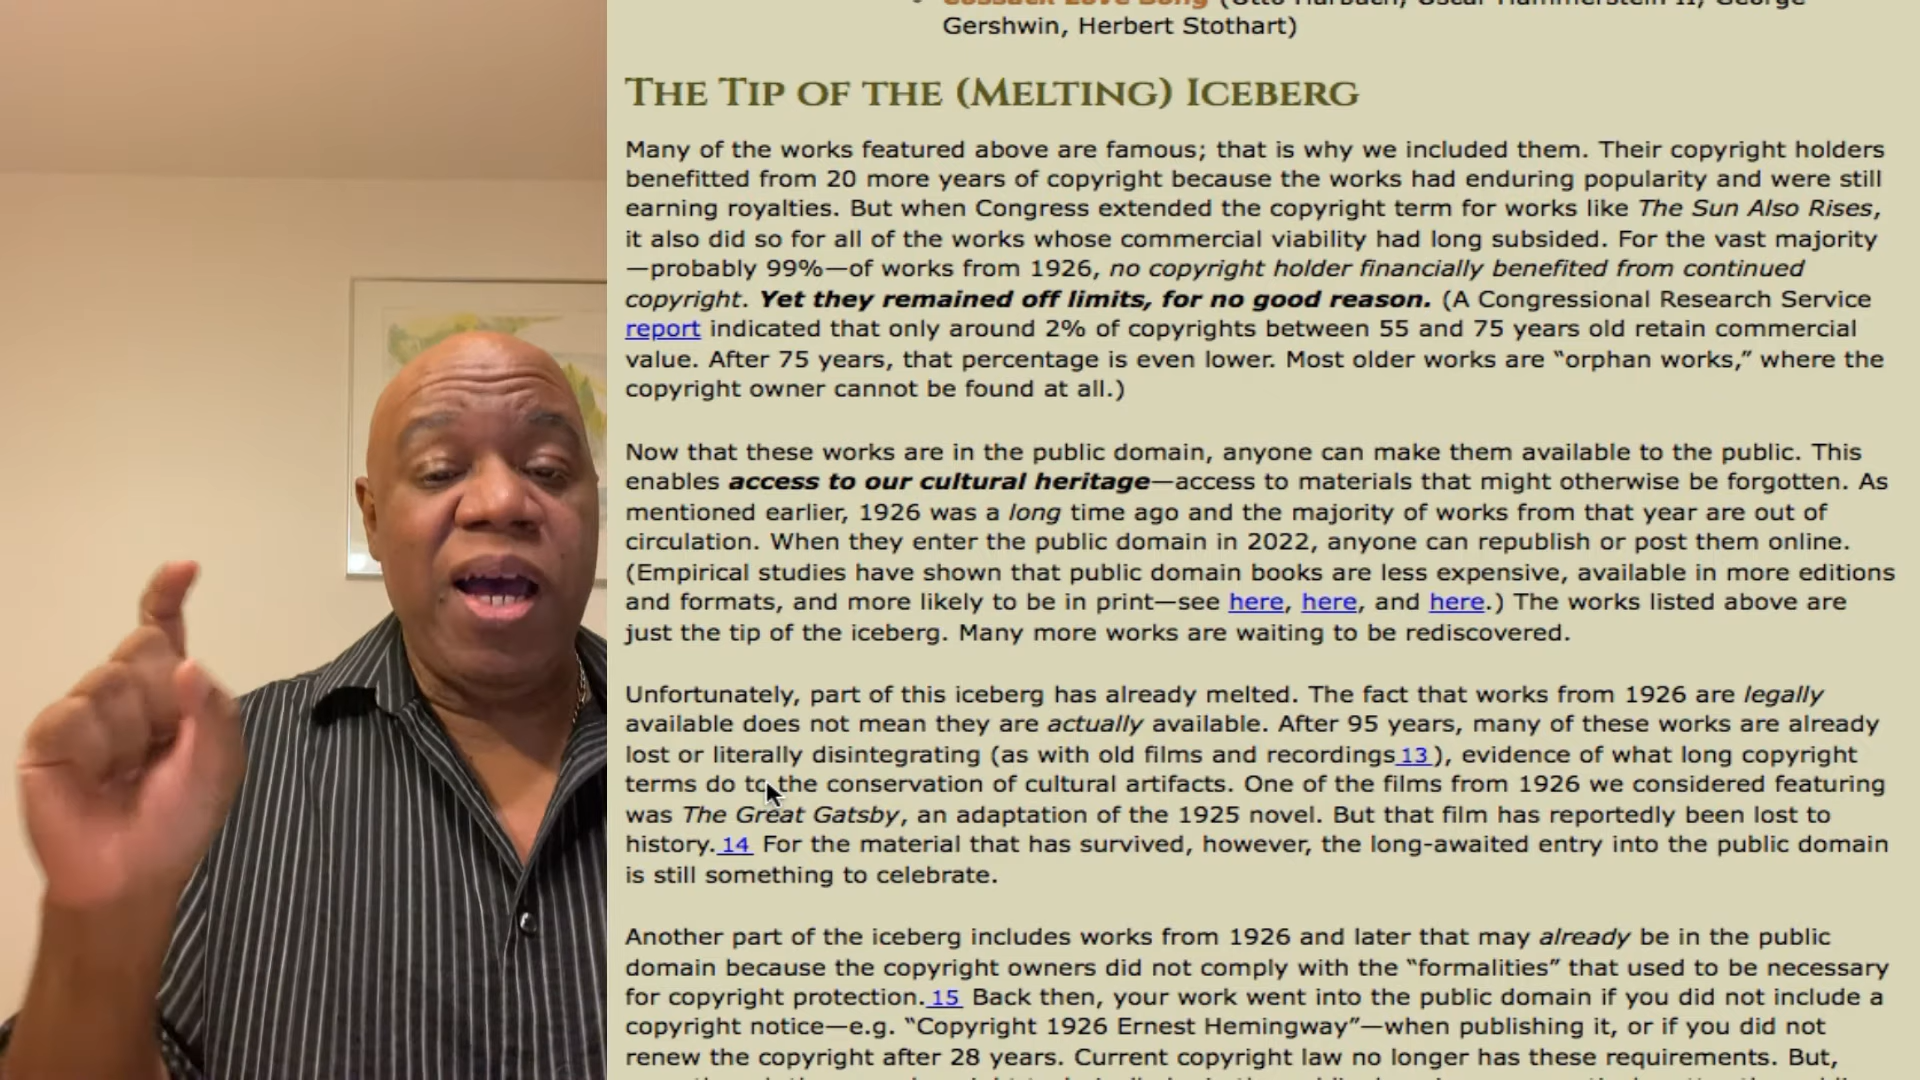 Cossack Love Song (Otto Harbach, Oscar Hammerstein II, George
Gershwin, Herbert Stothart)
The Tip of the (Melting) Iceberg
Many of the works featured above are famous; that is why we included them. Their copyright holders
benefitted from 20 more years of copyright because the works had enduring popularity and were still
earning royalties. But when Congress extended the copyright term for works like The Sun Also Rises,
it also did so for all of the works whose commercial viability had long subsided. For the vast majority
—probably 99%—of works from 1926, no copyright holder financially benefited from continued
copyright. Yet they remained off limits, for no good reason. (A Congressional Research Service
report indicated that only around 2% of copyrights between 55 and 75 years old retain commercial
value. After 75 years, that percentage is even lower. Most older works are “orphan works,” where the
copyright owner cannot be found at all.)
Now that these works are in the public domain, anyone can make them available to the public. This
enables access to our cultural heritage—access to materials that might otherwise be forgotten. As
mentioned earlier, 1926 was a long time ago and the majority of works from that year are out of
circulation. When they enter the public domain in 2022, anyone can republish or post them online.
(Empirical studies have shown that public domain books are less expensive, available in more editions
and formats, and more likely to be in print—see here, here, and here.) The works listed above are
just the tip of the iceberg. Many more works are waiting to be rediscovered.
Unfortunately, part of this iceberg has already melted. The fact that works from 1926 are legally
available does not mean they are actually available. After 95 years, many of these works are already
lost or literally disintegrating (as with old films and recordings 13), evidence of what long copyright
terms do to the conservation of cultural artifacts. One of the films from 1926 we considered featuring
was The Great Gatsby, an adaptation of the 1925 novel. But that film has reportedly been lost to
history. 14 For the material that has survived, however, the long-awaited entry into the public domain
is still something to celebrate.
Another part of the iceberg includes works from 1926 and later that may already be in the public
domain because the copyright owners did not comply with the “formalities” that used to be necessary
for copyright protection. 15 Back then, your work went into the public domain if you did not include a
copyright notice—e.g. “Copyright 1926 Ernest Hemingway”—when publishing it, or if you did not
renew the copyright after 28 years. Current copyright law no longer has these requirements. But,